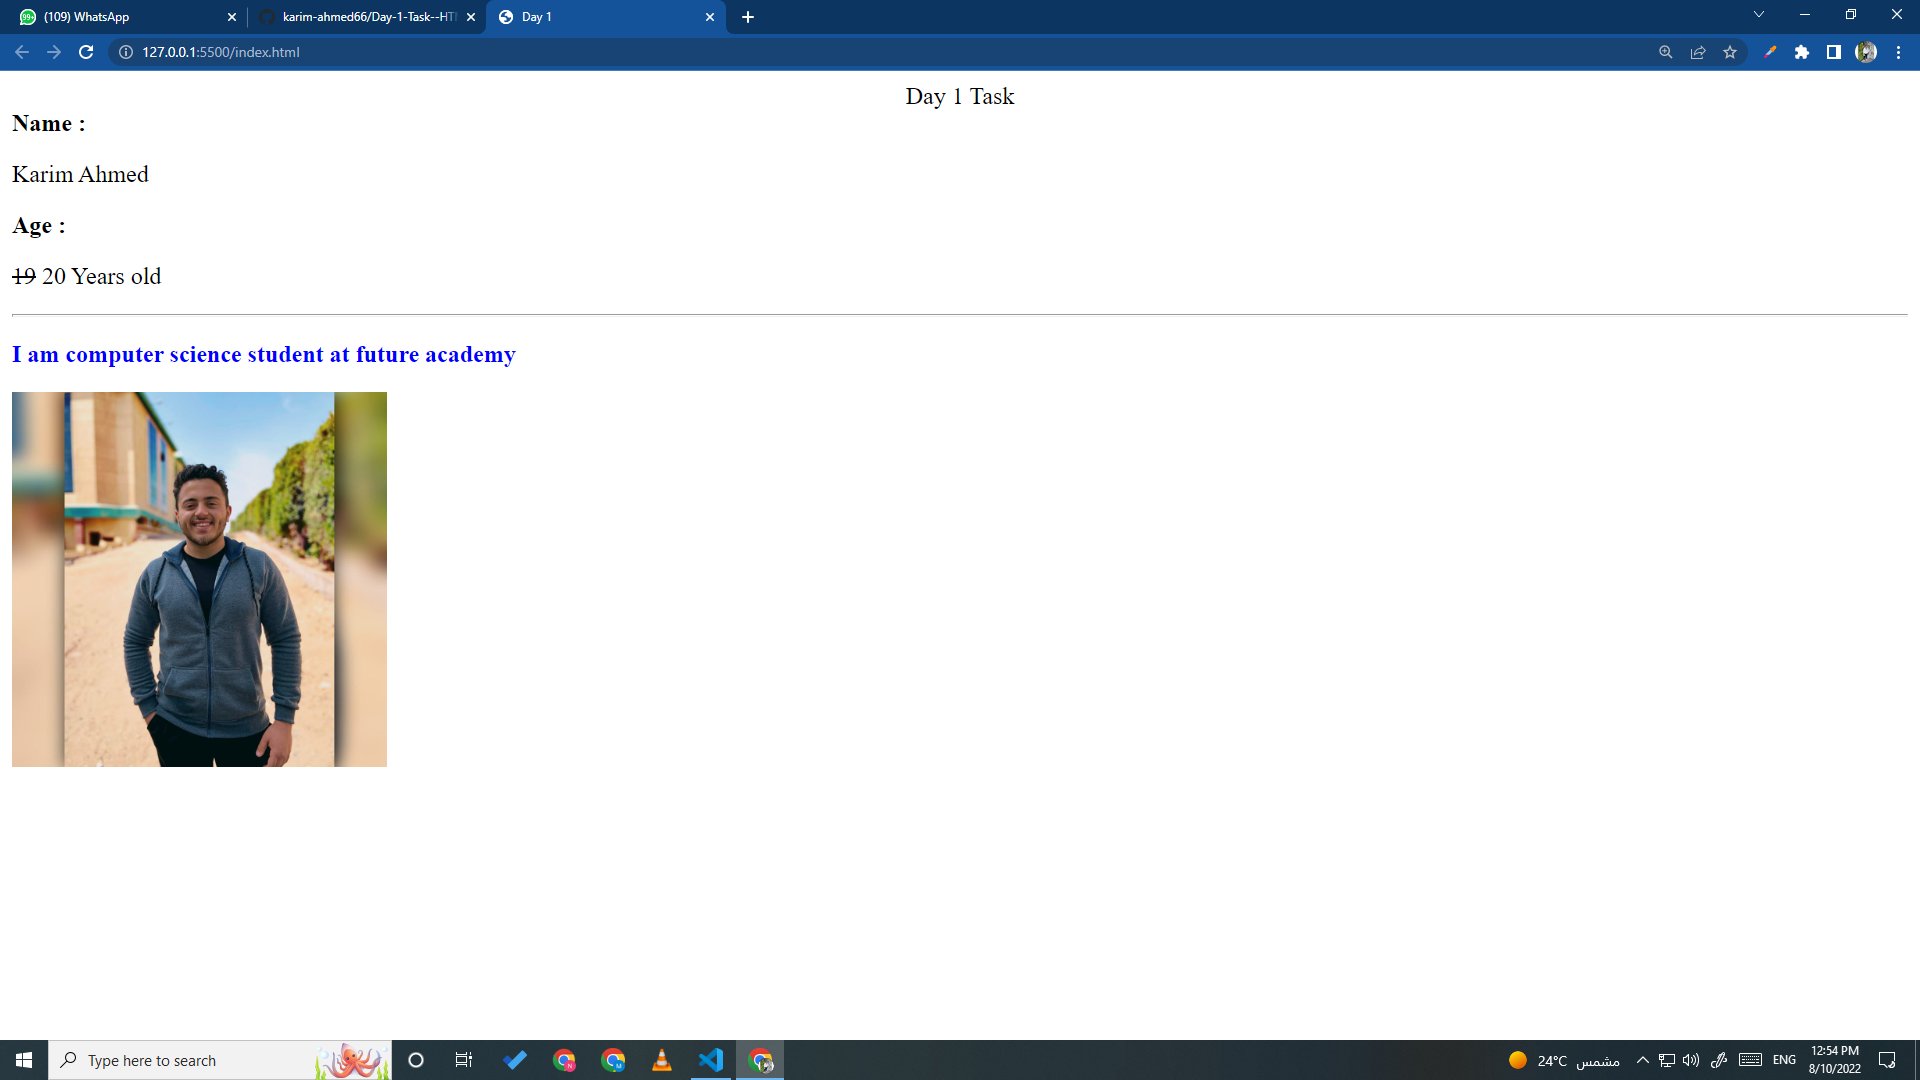 (109) WhatsApp
karim-ahmed66/Day-1-Task--HT
Day 1
127.0.0.1:5500/index.html
Day 1 Task
Name :
Karim Ahmed
Age :
19 20 Years old
I am computer science student at future academy
Type here to search
24°C مشمس
ENG
12:54 PM
8/10/2022